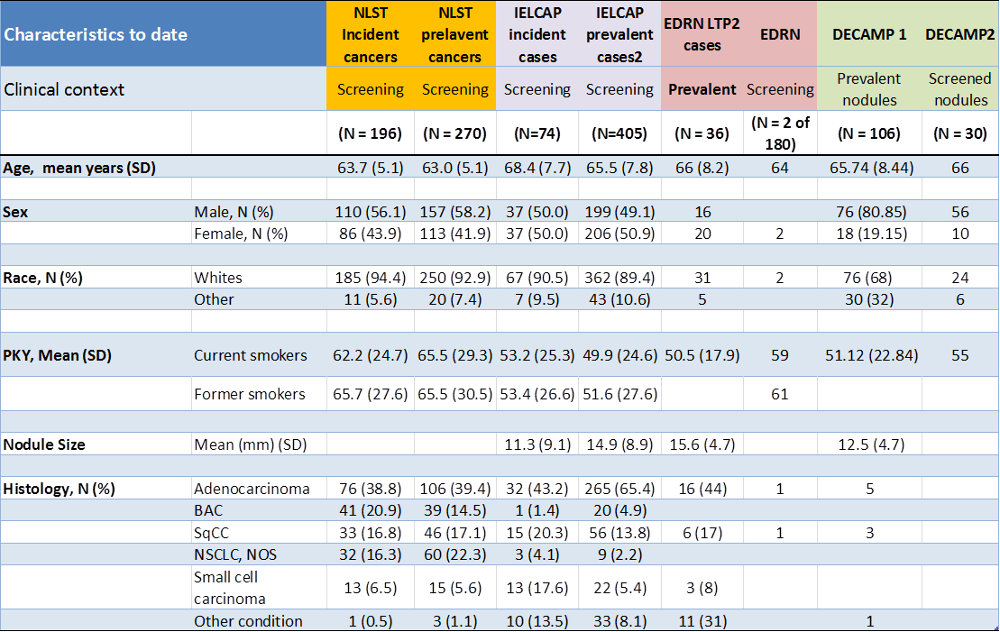 Characteristics to date NLST Incident cancers NLST prelavent cancers IELCAP incident cases IELCAP prevalent cases2 EDRN LTP2 cases EDRN DECAMP 1 DECAMP2
Clinical context Screening Screening Screening Screening Prevalent Screening Prevalent nodules Screened nodules
(N = 196) (N = 270) (N=74) (N=405) (N = 36) (N = 2 of 180) (N = 106) (N = 30)
Age, mean years (SD) 63.7 (5.1) 63.0 (5.1) 68.4 (7.7) 65.5 (7.8) 66 (8.2) 64 65.74 (8.44) 66
Sex Male, N (%) 110 (56.1) 157 (58.2) 37 (50.0) 199 (49.1) 16 76 (80.85) 56
Female, N (%) 86 (43.9) 113 (41.9) 37 (50.0) 206 (50.9) 20 2 18 (19.15) 10
Race, N (%) Whites 185 (94.4) 250 (92.9) 67 (90.5) 362 (89.4) 31 2 76 (68) 24
Other 11 (5.6) 20 (7.4) 7 (9.5) 43 (10.6) 5 30 (32) 6
PKY, Mean (SD) Current smokers 62.2 (24.7) 65.5 (29.3) 53.2 (25.3) 49.9 (24.6) 50.5 (17.9) 59 51.12 (22.84) 55
Former smokers 65.7 (27.6) 65.5 (30.5) 53.4 (26.6) 51.6 (27.6) 61
Nodule Size Mean (mm) (SD) 11.3 (9.1) 14.9 (8.9) 15.6 (4.7) 12.5 (4.7)
Histology, N (%) Adenocarcinoma 76 (38.8) 106 (39.4) 32 (43.2) 265 (65.4) 16 (44) 1 5
BAC 41 (20.9) 39 (14.5) 1 (1.4) 20 (4.9)
SqCC 33 (16.8) 46 (17.1) 15 (20.3) 56 (13.8) 6 (17) 1 3
NSCLC, NOS 32 (16.3) 60 (22.3) 3 (4.1) 9 (2.2)
Small cell carcinoma 13 (6.5) 15 (5.6) 13 (17.6) 22 (5.4) 3 (8)
Other condition 1 (0.5) 3 (1.1) 10 (13.5) 33 (8.1) 11 (31) 1